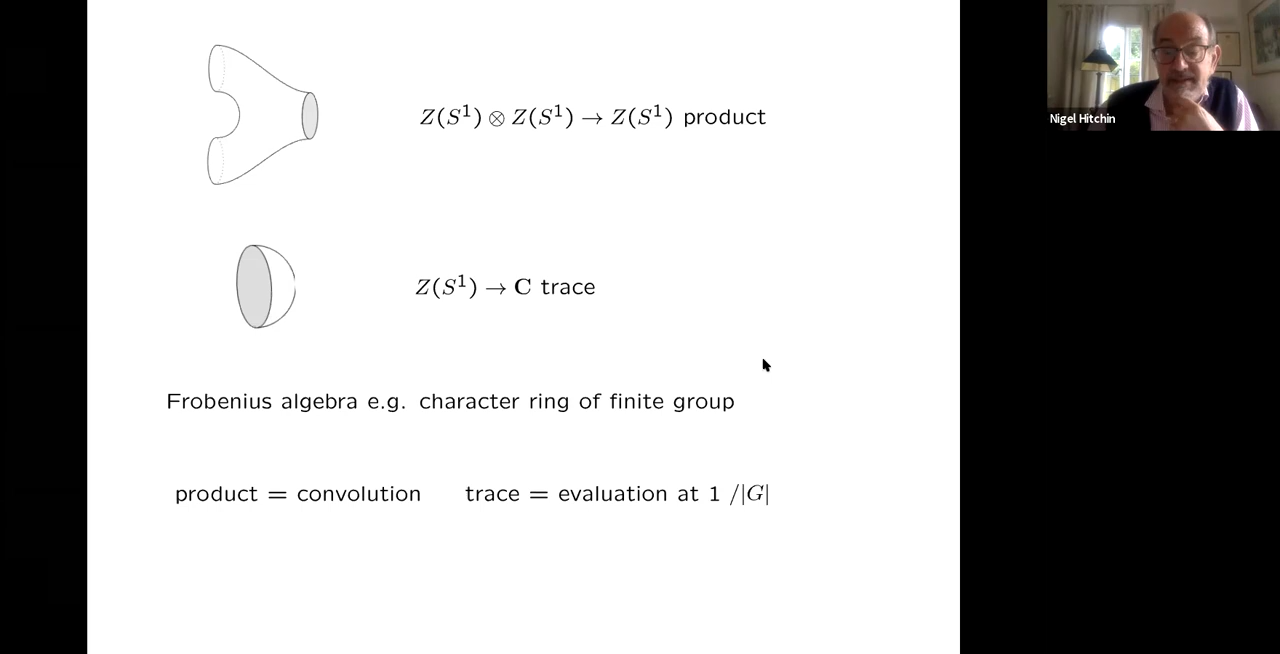 Z(S¹) ⊗ Z(S¹) → Z(S¹) product
Nigel Hitchin
Z(S¹) → C trace
Frobenius algebra e.g. character ring of finite group
product = convolution trace = evaluation at 1 /|G|